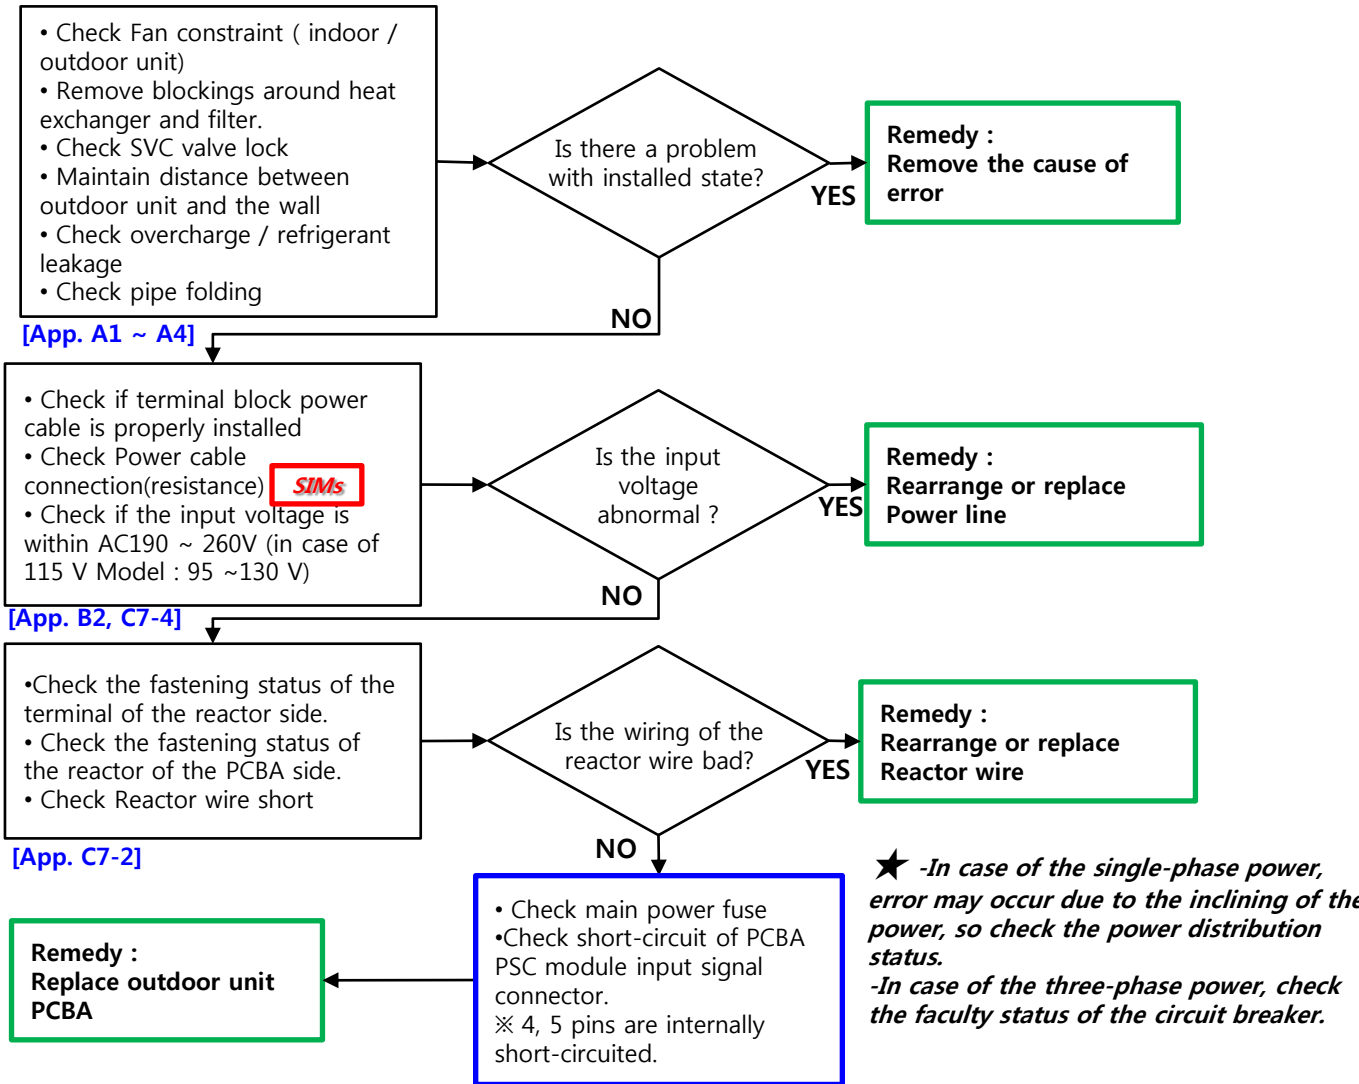 • Check Fan constraint ( indoor /
outdoor unit)
• Remove blockings around heat
exchanger and filter.
• Check SVC valve lock
• Maintain distance between
outdoor unit and the wall
• Check overcharge / refrigerant
leakage
• Check pipe folding
Is there a problem
with installed state?
YES
Remedy :
Remove the cause of
error
NO
[App. A1 ~ A4]
• Check if terminal block power
cable is properly installed
• Check Power cable
connection(resistance) SIMs
• Check if the input voltage is
within AC190 ~ 260V (in case of
115 V Model : 95 ~130 V)
Is the input
voltage
abnormal ?
YES
Remedy :
Rearrange or replace
Power line
NO
[App. B2, C7-4]
•Check the fastening status of the
terminal of the reactor side.
• Check the fastening status of
the reactor of the PCBA side.
• Check Reactor wire short
Is the wiring of the
reactor wire bad?
YES
Remedy :
Rearrange or replace
Reactor wire
NO
[App. C7-2]
• Check main power fuse
•Check short-circuit of PCBA
PSC module input signal
connector.
※ 4, 5 pins are internally
short-circuited.
Remedy :
Replace outdoor unit
PCBA
★ -In case of the single-phase power,
error may occur due to the inclining of the
power, so check the power distribution
status.
-In case of the three-phase power, check
the faculty status of the circuit breaker.